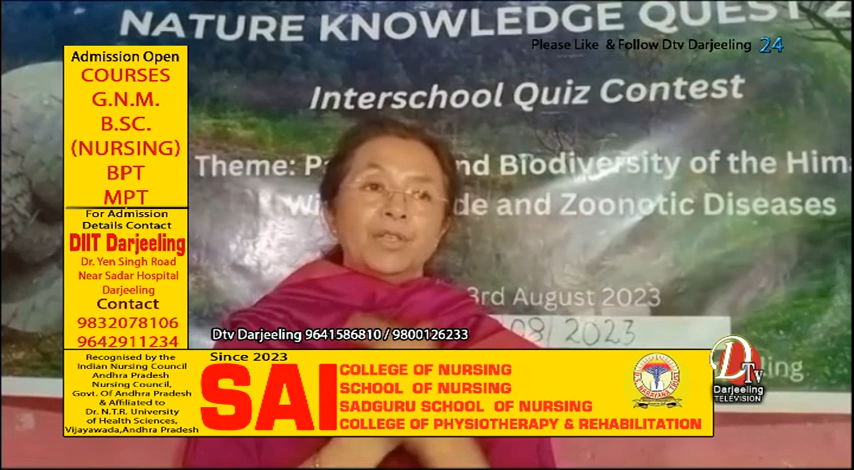 NATURE KNOWLEDGE QUEST 2
Please Like & Follow Dtv Darjeeling 24
Interschool Quiz Contest
Theme: and Biodiversity of the
and Zoonotic Diseases
3rd August 2023
08/2023
Admission Open
COURSES
G.N.M.
B.SC.
(NURSING)
BPT
MPT
For Admission
Details Contact
DIIT Darjeeling
Dr. Yen Singh Road
Near Sadar Hospital
Darjeeling
Contact
9832078106
9642911234
Dtv Darjeeling 9641586810 / 9800126233
Recognised by the
Indian Nursing Council
Andhra Pradesh
Nursing Council,
Govt. Of Andhra Pradesh
& Affiliated to
Dr. N.T.R. University
of Health Sciences,
Vijayawada,Andhra Pradesh
Since 2023
SAI
COLLEGE OF NURSING
SCHOOL OF NURSING
SADGURU SCHOOL OF NURSING
COLLEGE OF PHYSIOTHERAPY & REHABILITATION
DTv
Darjeeling
TELEVISION